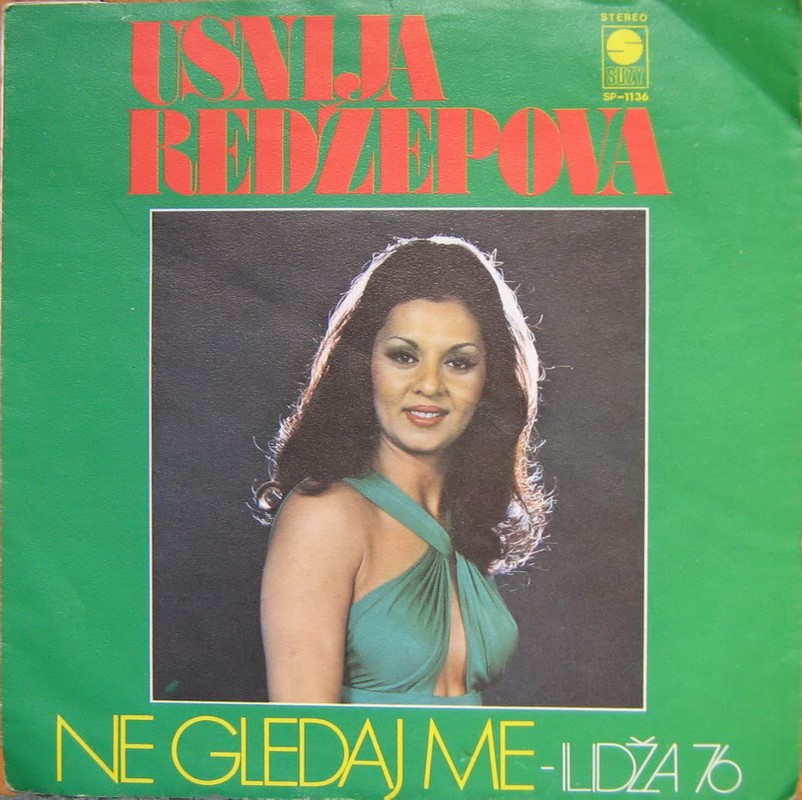 USNIJA
REDŽEPOVA
STEREO
SUZY
SP-1136
NE GLEDAJ ME - ILIDŽA 76